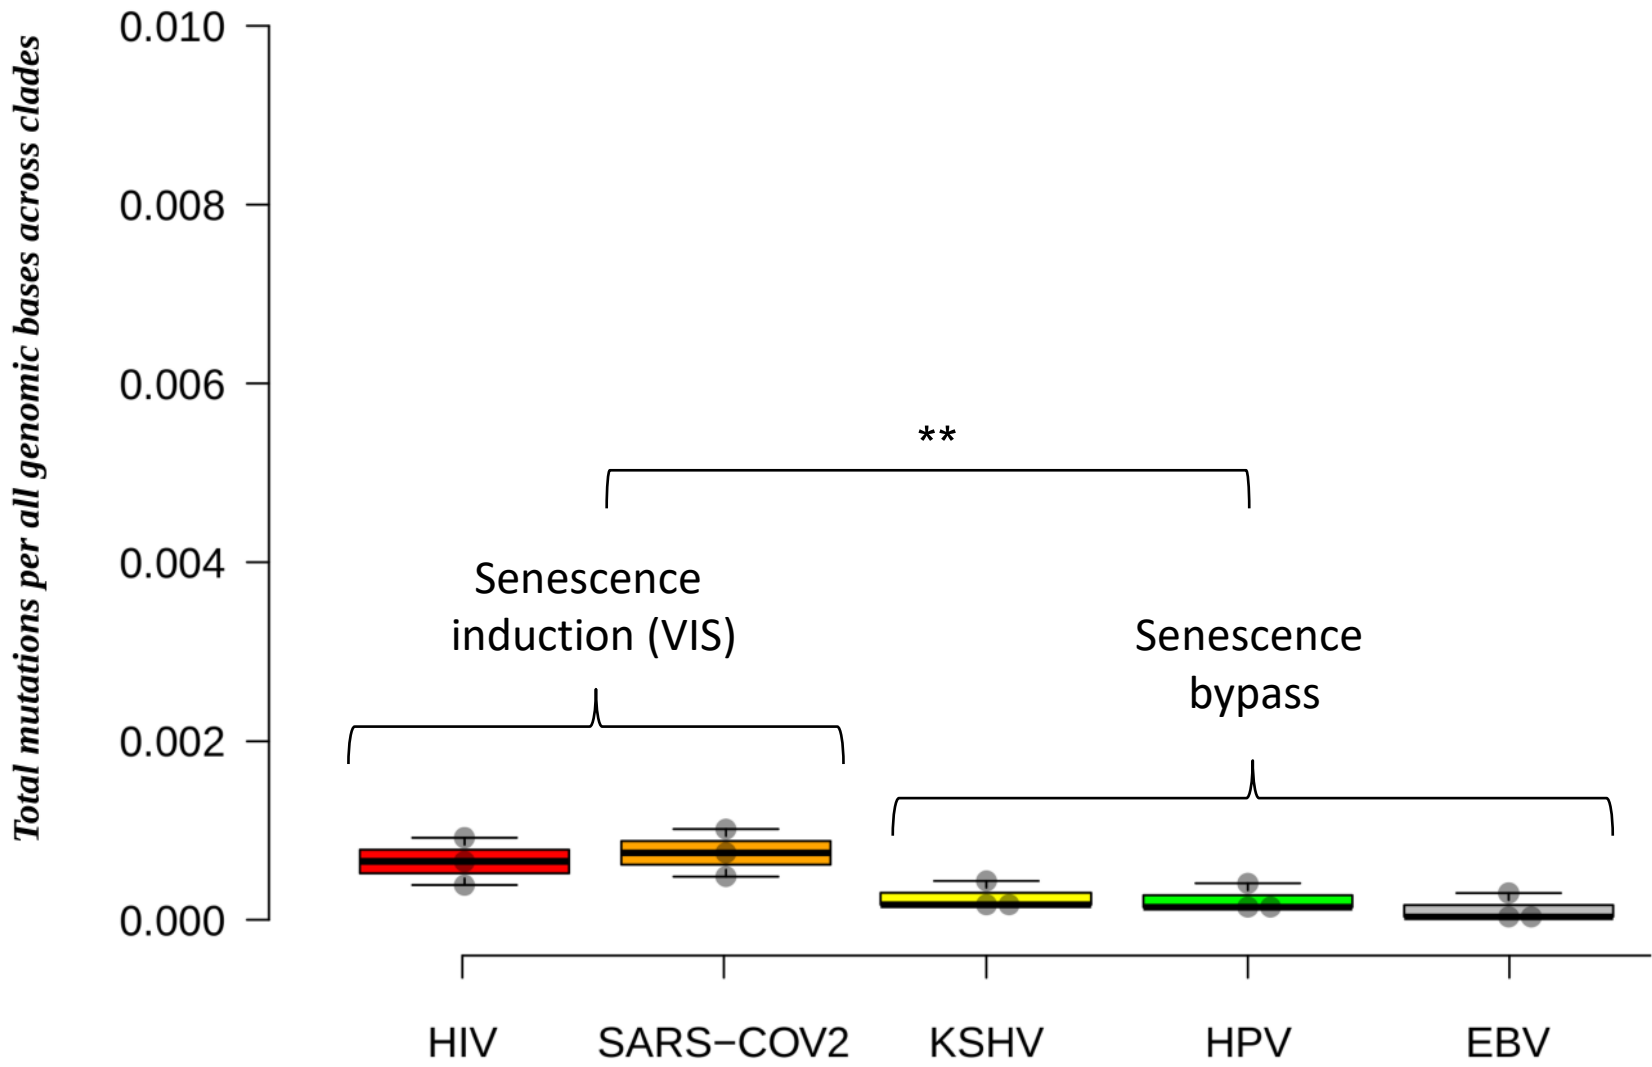 Total mutations per all genomic bases across clades
0.010
0.008
0.006
0.004
0.002
0.000
**
Senescence
induction (VIS)
Senescence
bypass
HIV
SARS−COV2
KSHV
HPV
EBV